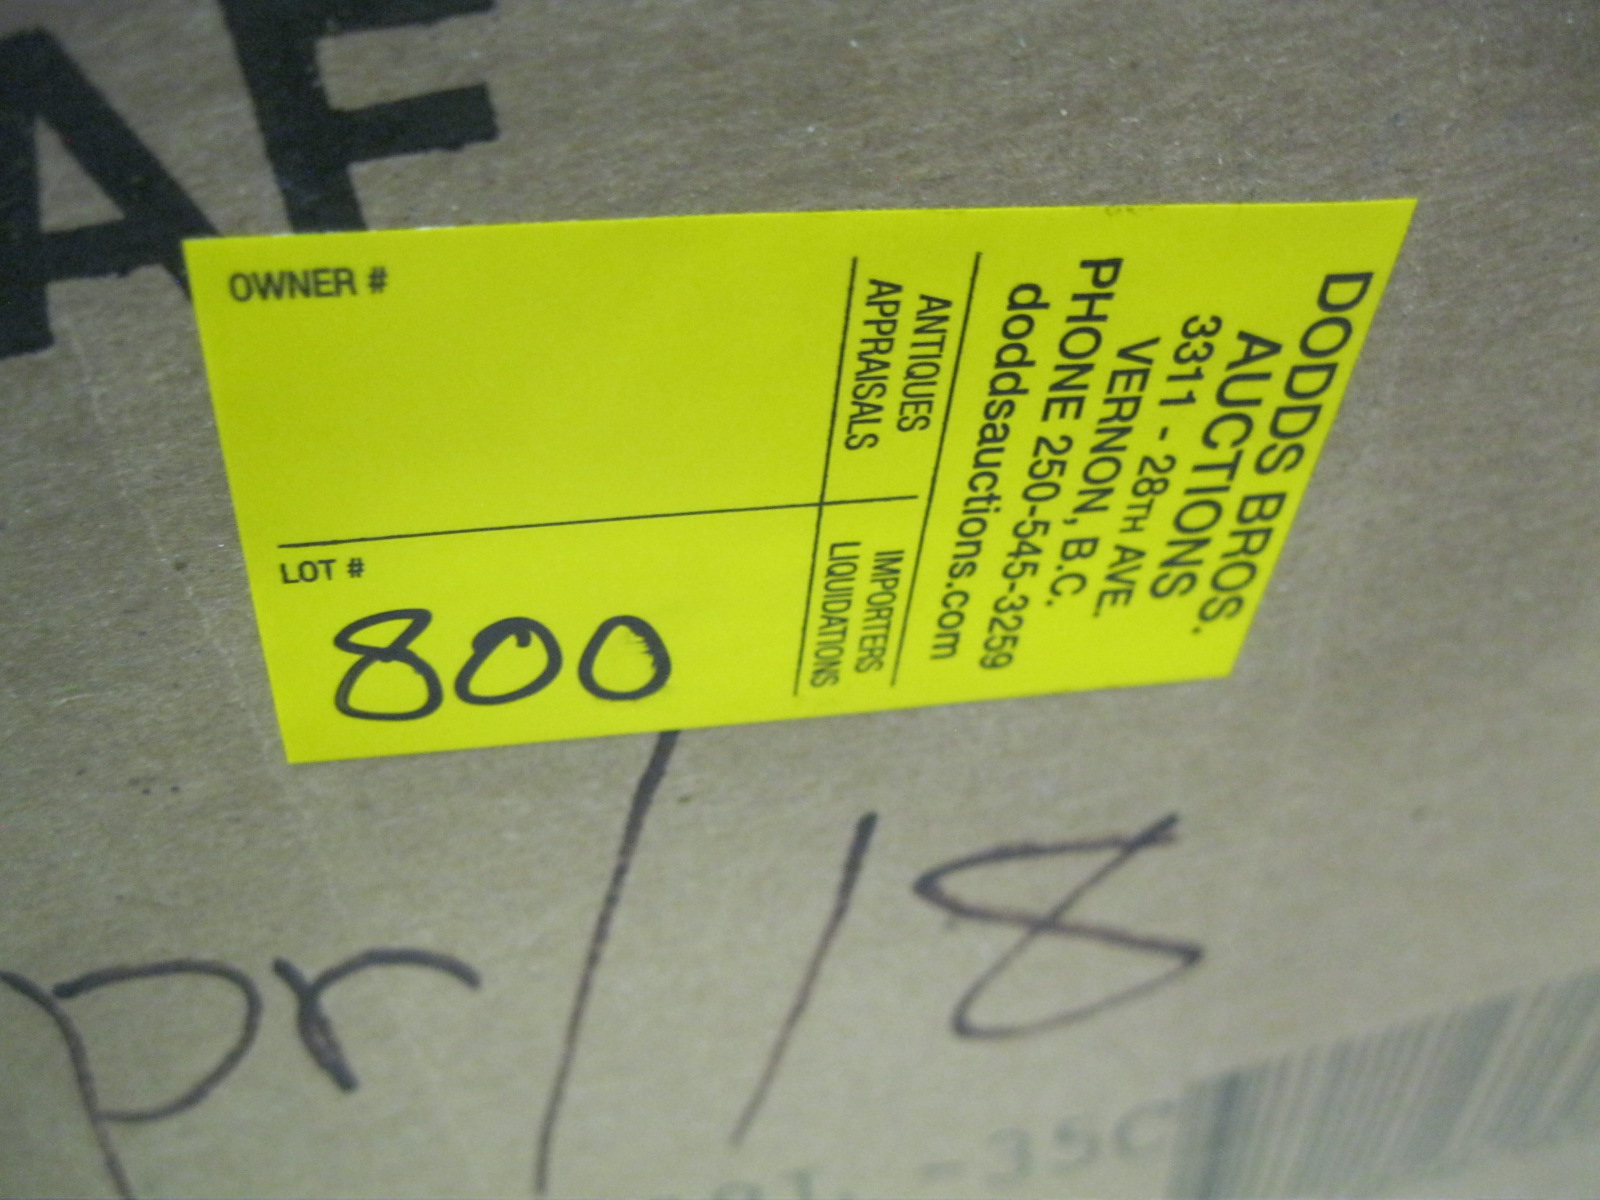 OWNER #
LOT #
800
ANTIQUES
APPRAISALS
IMPORTERS
LIQUIDATIONS
DODDS BROS.
AUCTIONS
3311 - 28TH AVE.
VERNON, B.C.
PHONE 250-545-3259
doddsauctions.com
pr/18
-35C